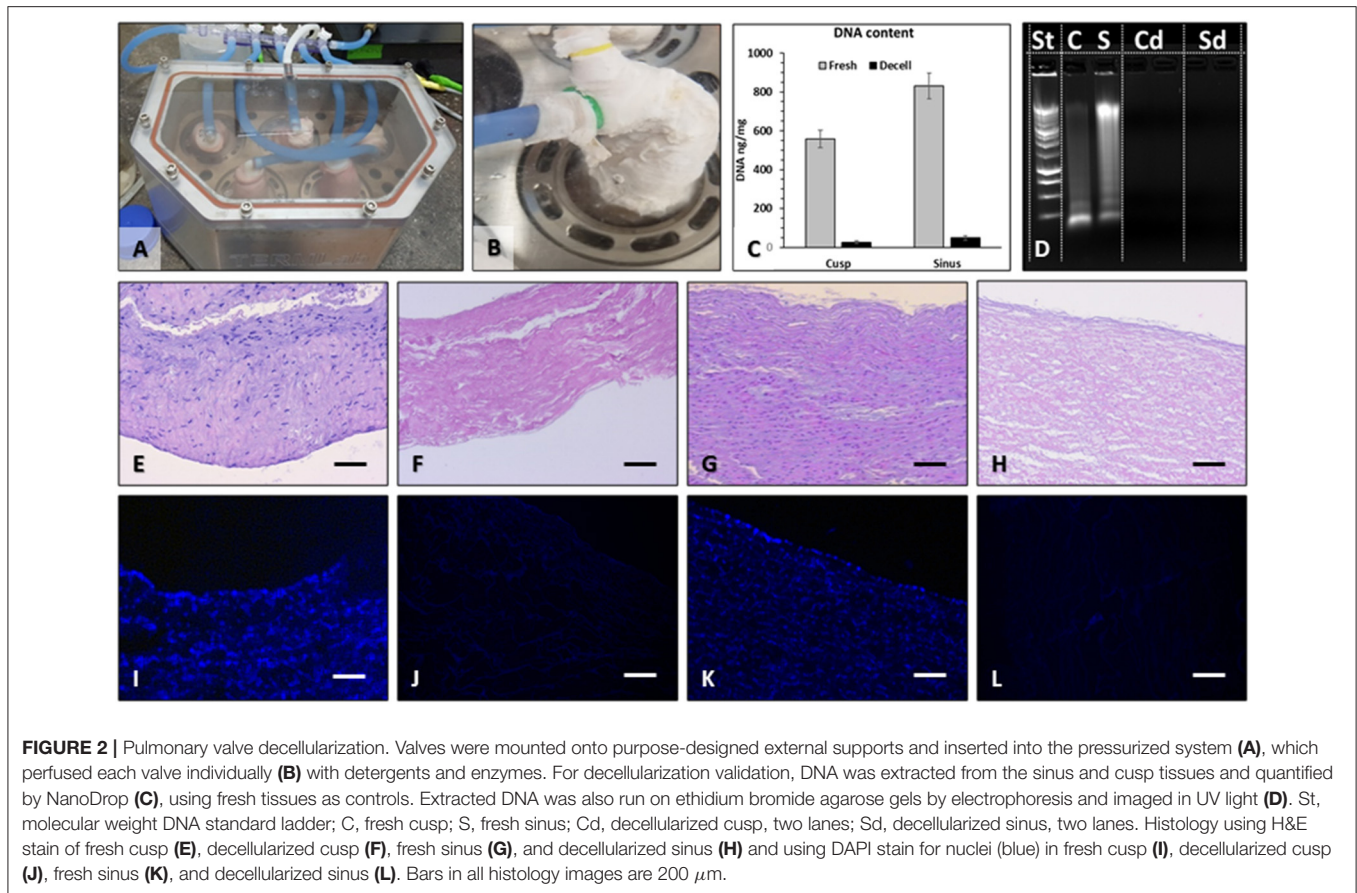 A
B
DNA content
1000
800
600
400
200
0
DNA ng/mg
Fresh Decell
Cusp Sinus
C
St C S Cd Sd
D
E
F
G
H
I
J
K
L
FIGURE 2 | Pulmonary valve decellularization. Valves were mounted onto purpose-designed external supports and inserted into the pressurized system (A), which
perfused each valve individually (B) with detergents and enzymes. For decellularization validation, DNA was extracted from the sinus and cusp tissues and quantified
by NanoDrop (C), using fresh tissues as controls. Extracted DNA was also run on ethidium bromide agarose gels by electrophoresis and imaged in UV light (D). St,
molecular weight DNA standard ladder; C, fresh cusp; S, fresh sinus; Cd, decellularized cusp, two lanes; Sd, decellularized sinus, two lanes. Histology using H&E
stain of fresh cusp (E), decellularized cusp (F), fresh sinus (G), and decellularized sinus (H) and using DAPI stain for nuclei (blue) in fresh cusp (I), decellularized cusp
(J), fresh sinus (K), and decellularized sinus (L). Bars in all histology images are 200 μm.